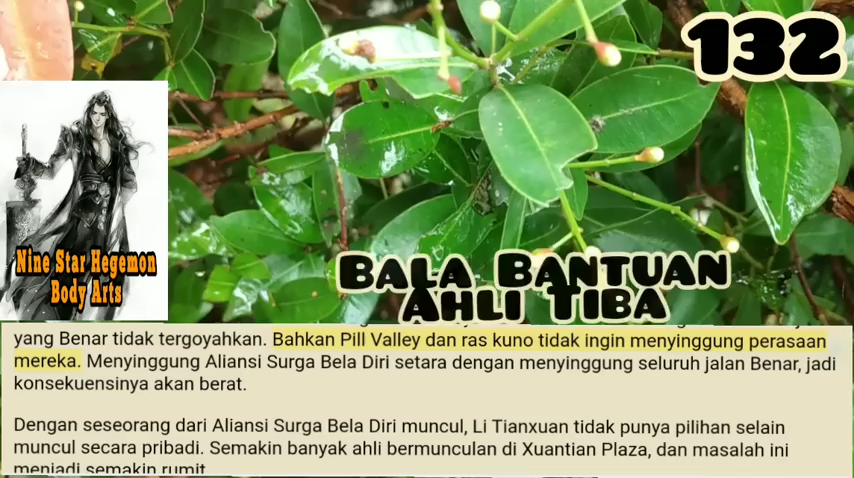 132
Nine Star Hegemon
Body Arts
Bala Bantuan
Ahli Tiba
yang Benar tidak tergoyahkan. Bahkan Pill Valley dan ras kuno tidak ingin menyinggung perasaan
mereka. Menyinggung Aliansi Surga Bela Diri setara dengan menyinggung seluruh jalan Benar, jadi
konsekuensinya akan berat.
Dengan seseorang dari Aliansi Surga Bela Diri muncul, Li Tianxuan tidak punya pilihan selain
muncul secara pribadi. Semakin banyak ahli bermunculan di Xuantian Plaza, dan masalah ini
menjadi semakin rumit